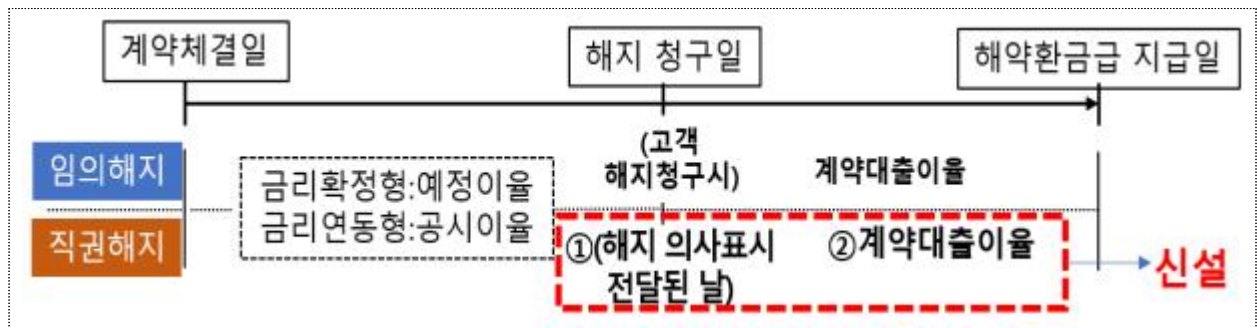 계약체결일
해지 청구일
해약환금급 지급일
임의해지
금리확정형:예정이율
금리연동형:공시이율
(고객
해지청구시)
계약대출이율
직권해지
①(해지 의사표시
전달된 날)
②계약대출이율
신설